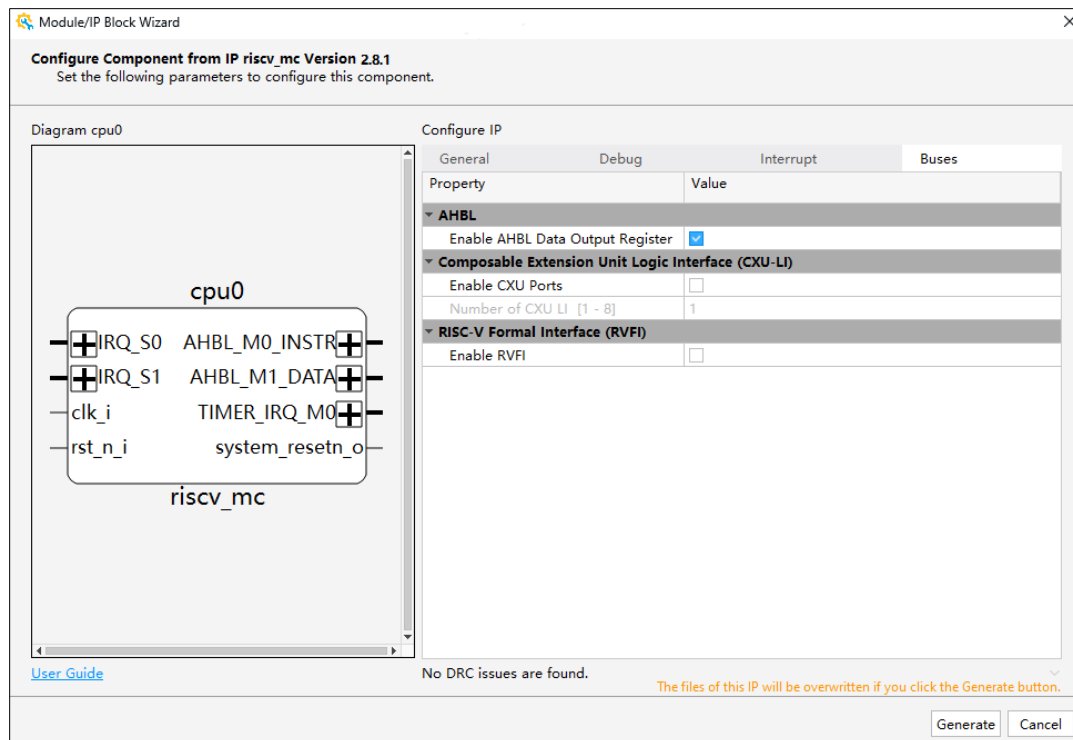 Module/IP Block Wizard
Configure Component from IP riscv_mc Version 2.8.1
Set the following parameters to configure this component.
Diagram cpu0
Configure IP
General Debug Interrupt Buses
Property Value
AHBL
Enable AHBL Data Output Register
Composable Extension Unit Logic Interface (CXU-LI)
Enable CXU Ports
Number of CXU LI [1 - 8] 1
RISC-V Formal Interface (RVFI)
Enable RVFI
cpu0
IRQ_S0 AHBL_M0_INSTR
IRQ_S1 AHBL_M1_DATA
clk_i TIMER_IRQ_M0
rst_n_i system_resetn_o
riscv_mc
User Guide
No DRC issues are found.
The files of this IP will be overwritten if you click the Generate button.
Generate Cancel